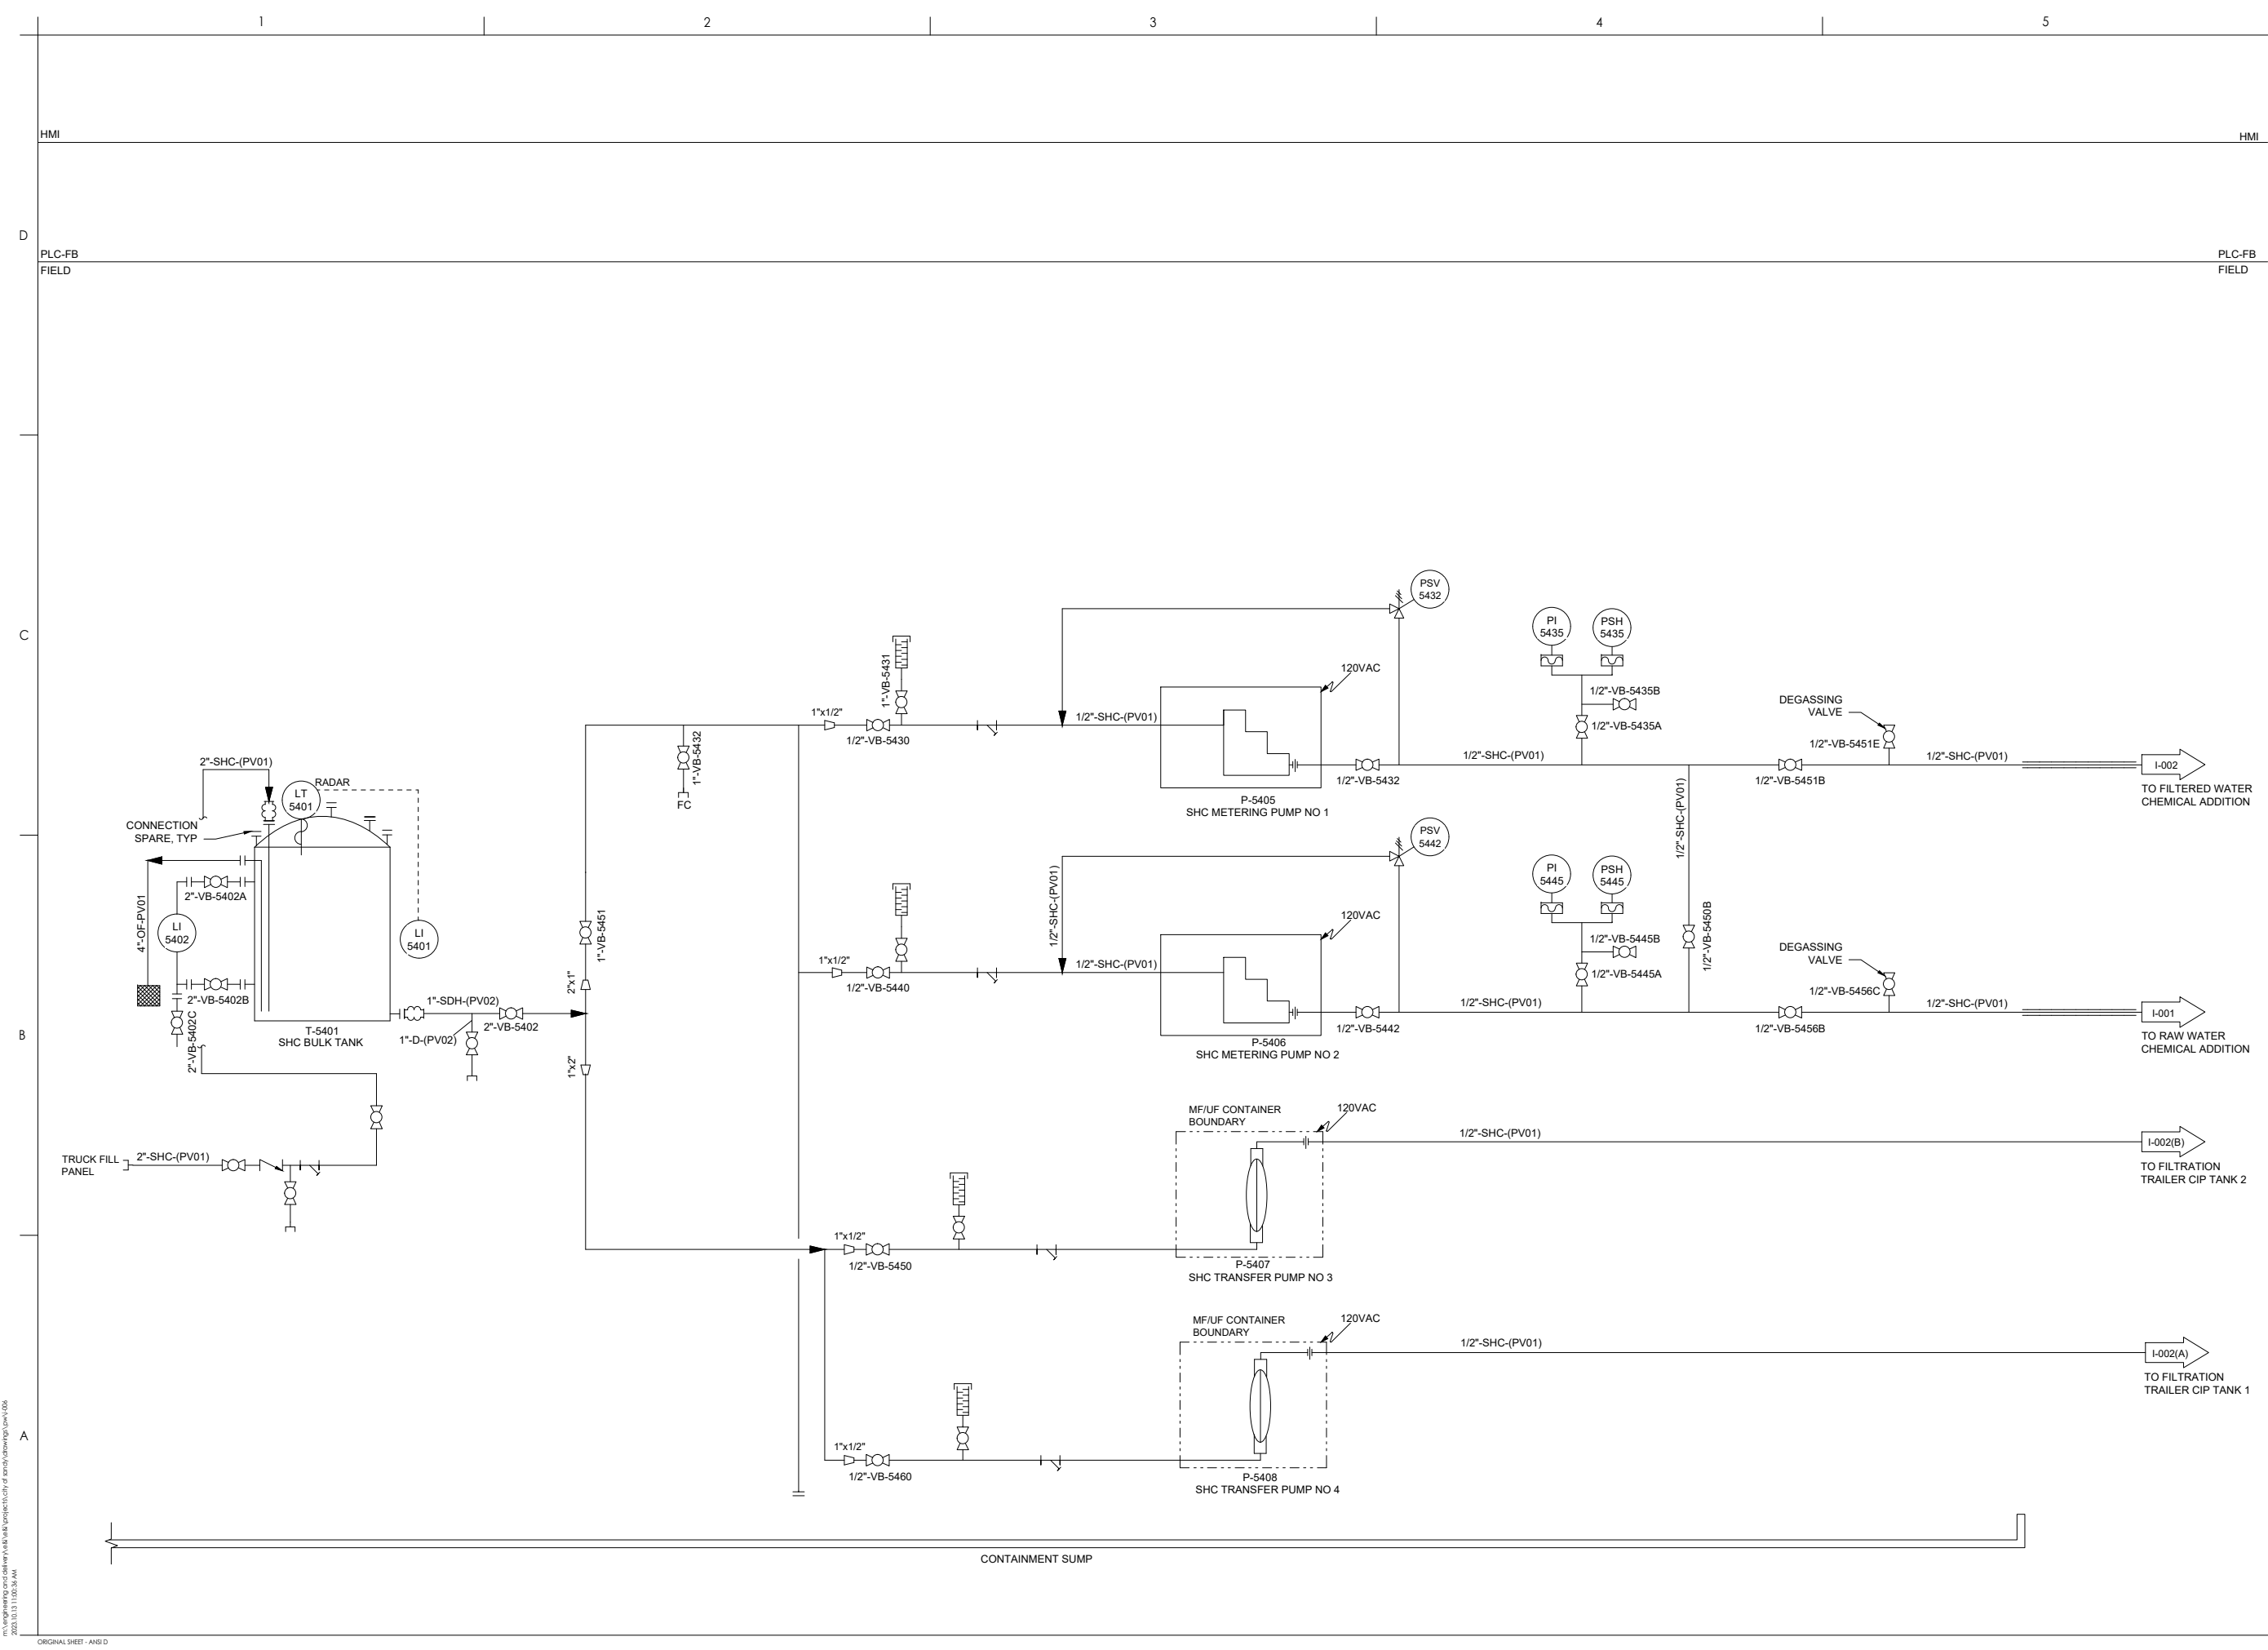 1
2
3
4
5
HMI
HMI
D
PLC-FB
PLC-FB
FIELD
FIELD
C
PSV
5432
PI
5435
PSH
5435
1"-VB-5431
120VAC
1/2"-VB-5435B
DEGASSING
VALVE
1"x1/2"
1/2"-SHC-(PV01)
1/2"-VB-5435A
1/2"-VB-5430
1"-VB-5432
1/2"-VB-5451E
1/2"-SHC-(PV01)
1/2"-SHC-(PV01)
2"-SHC-(PV01)
I-002
1/2"-VB-5432
1/2"-VB-5451B
RADAR
LT
5401
TO FILTERED WATER
CHEMICAL ADDITION
P-5405
SHC METERING PUMP NO 1
FC
1/2"-SHC-(PV01)
CONNECTION
SPARE, TYP
PSV
5442
PI
5445
PSH
5445
2"-VB-5402A
4"-OF-PV01
LI
5402
LI
5401
1"-VB-5451
1/2"-SHC-(PV01)
120VAC
1/2"-VB-5450B
1/2"-VB-5445B
DEGASSING
VALVE
1"x1/2"
1/2"-SHC-(PV01)
1/2"-VB-5445A
2"x1"
1/2"-VB-5440
1/2"-VB-5456C
2"-VB-5402B
1"-SDH-(PV02)
1/2"-SHC-(PV01)
1/2"-SHC-(PV01)
I-001
2"-VB-5402
1/2"-VB-5442
1/2"-VB-5456B
B
T-5401
SHC BULK TANK
1"-D-(PV02)
2"-VB-5402C
P-5406
SHC METERING PUMP NO 2
TO RAW WATER
CHEMICAL ADDITION
1"x2"
MF/UF CONTAINER
BOUNDARY
120VAC
1/2"-SHC-(PV01)
I-002(B)
TRUCK FILL
PANEL
2"-SHC-(PV01)
TO FILTRATION
TRAILER CIP TANK 2
1"x1/2"
1/2"-VB-5450
P-5407
SHC TRANSFER PUMP NO 3
MF/UF CONTAINER
BOUNDARY
120VAC
1/2"-SHC-(PV01)
I-002(A)
TO FILTRATION
TRAILER CIP TANK 1
A
1"x1/2"
1/2"-VB-5460
P-5408
SHC TRANSFER PUMP NO 4
CONTAINMENT SUMP
2023.10.13 11:00:36 AM
ORIGINAL SHEET - ANSI D